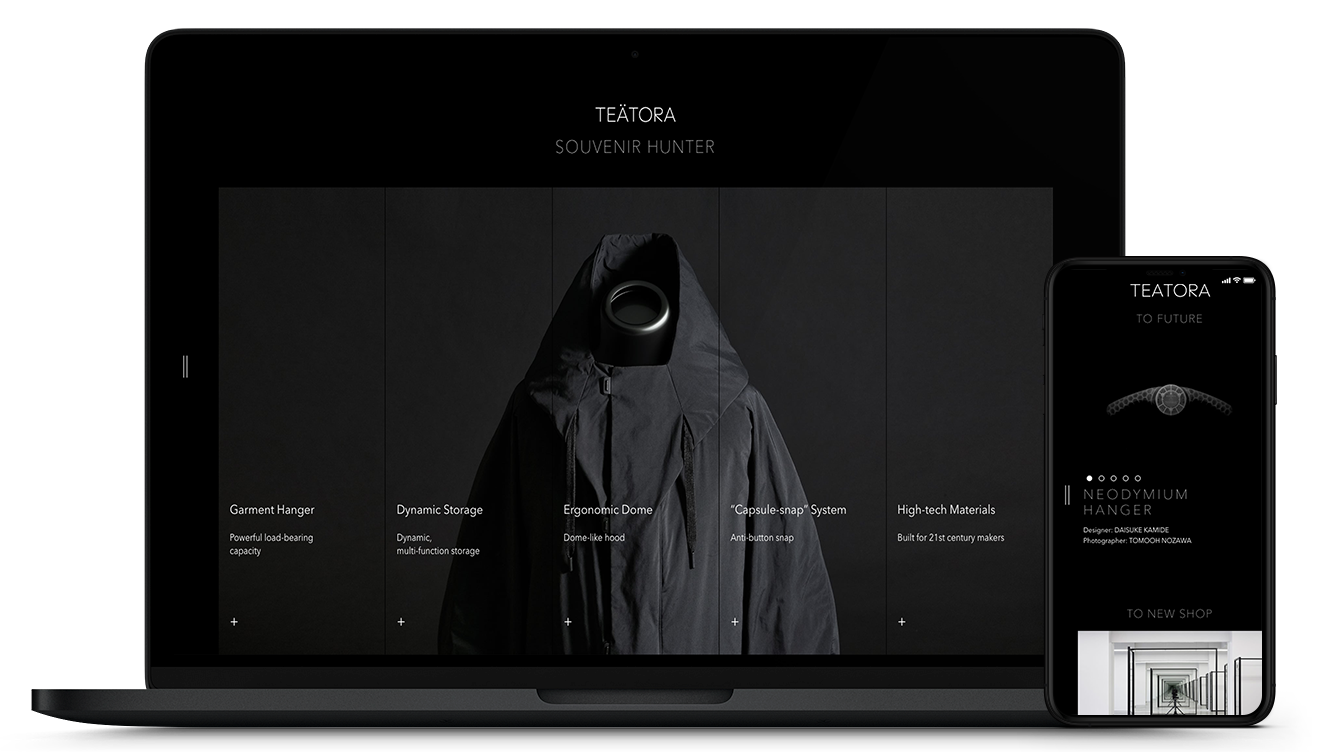 TEÄTORA
SOUVENIR HUNTER
Garment Hanger
Powerful load-bearing
capacity
+
Dynamic Storage
Dynamic,
multi-function storage
+
Ergonomic Dome
Dome-like hood
+
“Capsule-snap” System
Anti-button snap
+
High-tech Materials
Built for 21st century makers
+
TEATORA
TO FUTURE
NEODYMIUM
HANGER
Designer: DAISUKE KAMIDE
Photographer: TOMOOH NOZAWA
TO NEW SHOP